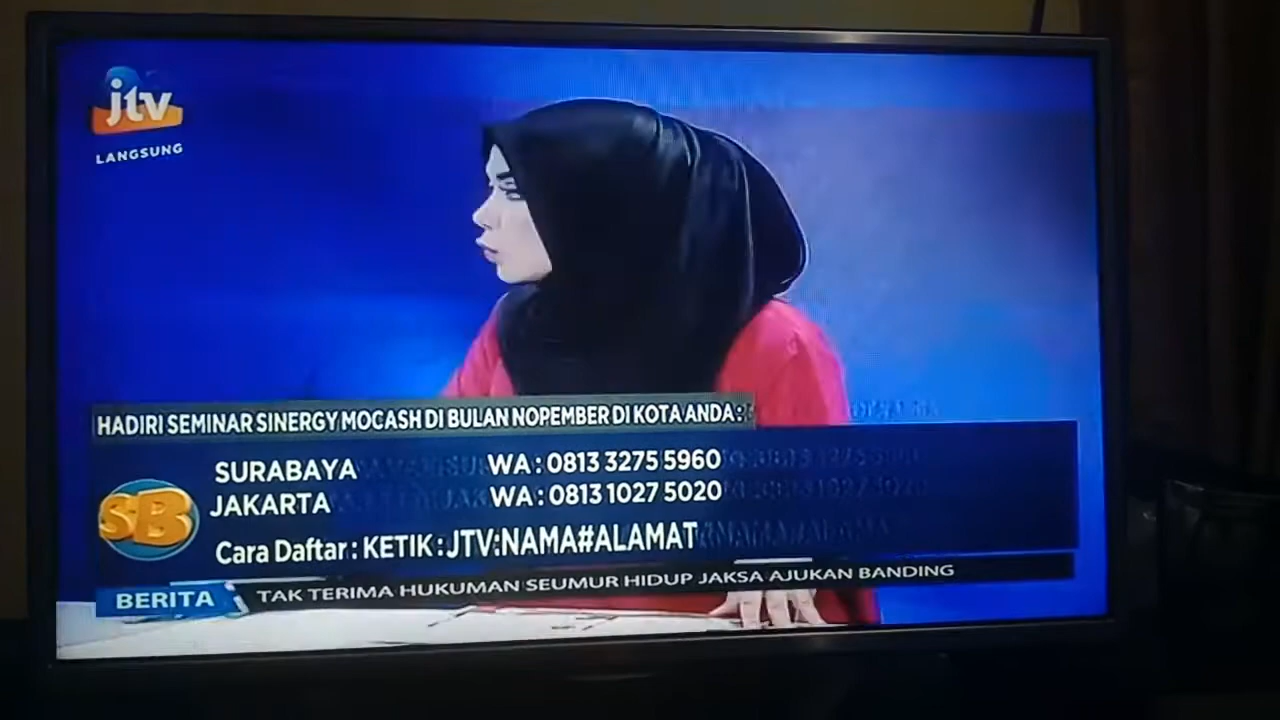 jtv
LANGSUNG
HADIRI SEMINAR SINERGY MOCASH DI BULAN NOPEMBER DI KOTA ANDA :
SURABAYA WA : 0813 3275 5960
JAKARTA WA : 0813 1027 5020
SB
Cara Daftar : KETIK : JTV:NAMA#ALAMAT
BERITA TAK TERIMA HUKUMAN SEUMUR HIDUP JAKSA AJUKAN BANDING